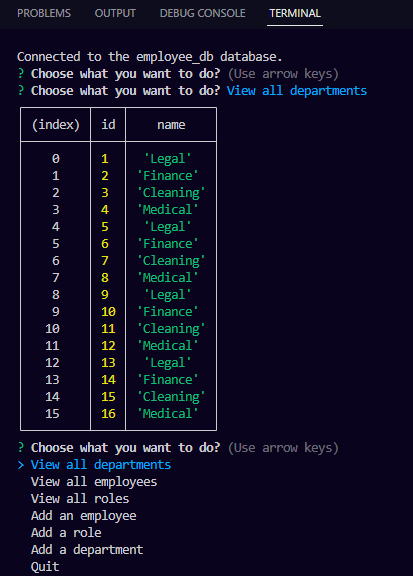 PROBLEMS OUTPUT DEBUG CONSOLE TERMINAL
Connected to the employee_db database.
? Choose what you want to do? (Use arrow keys)
? Choose what you want to do? View all departments
(index) id name
0 1 'Legal'
1 2 'Finance'
2 3 'Cleaning'
3 4 'Medical'
4 5 'Legal'
5 6 'Finance'
6 7 'Cleaning'
7 8 'Medical'
8 9 'Legal'
9 10 'Finance'
10 11 'Cleaning'
11 12 'Medical'
12 13 'Legal'
13 14 'Finance'
14 15 'Cleaning'
15 16 'Medical'
? Choose what you want to do? (Use arrow keys)
> View all departments
View all employees
View all roles
Add an employee
Add a role
Add a department
Quit